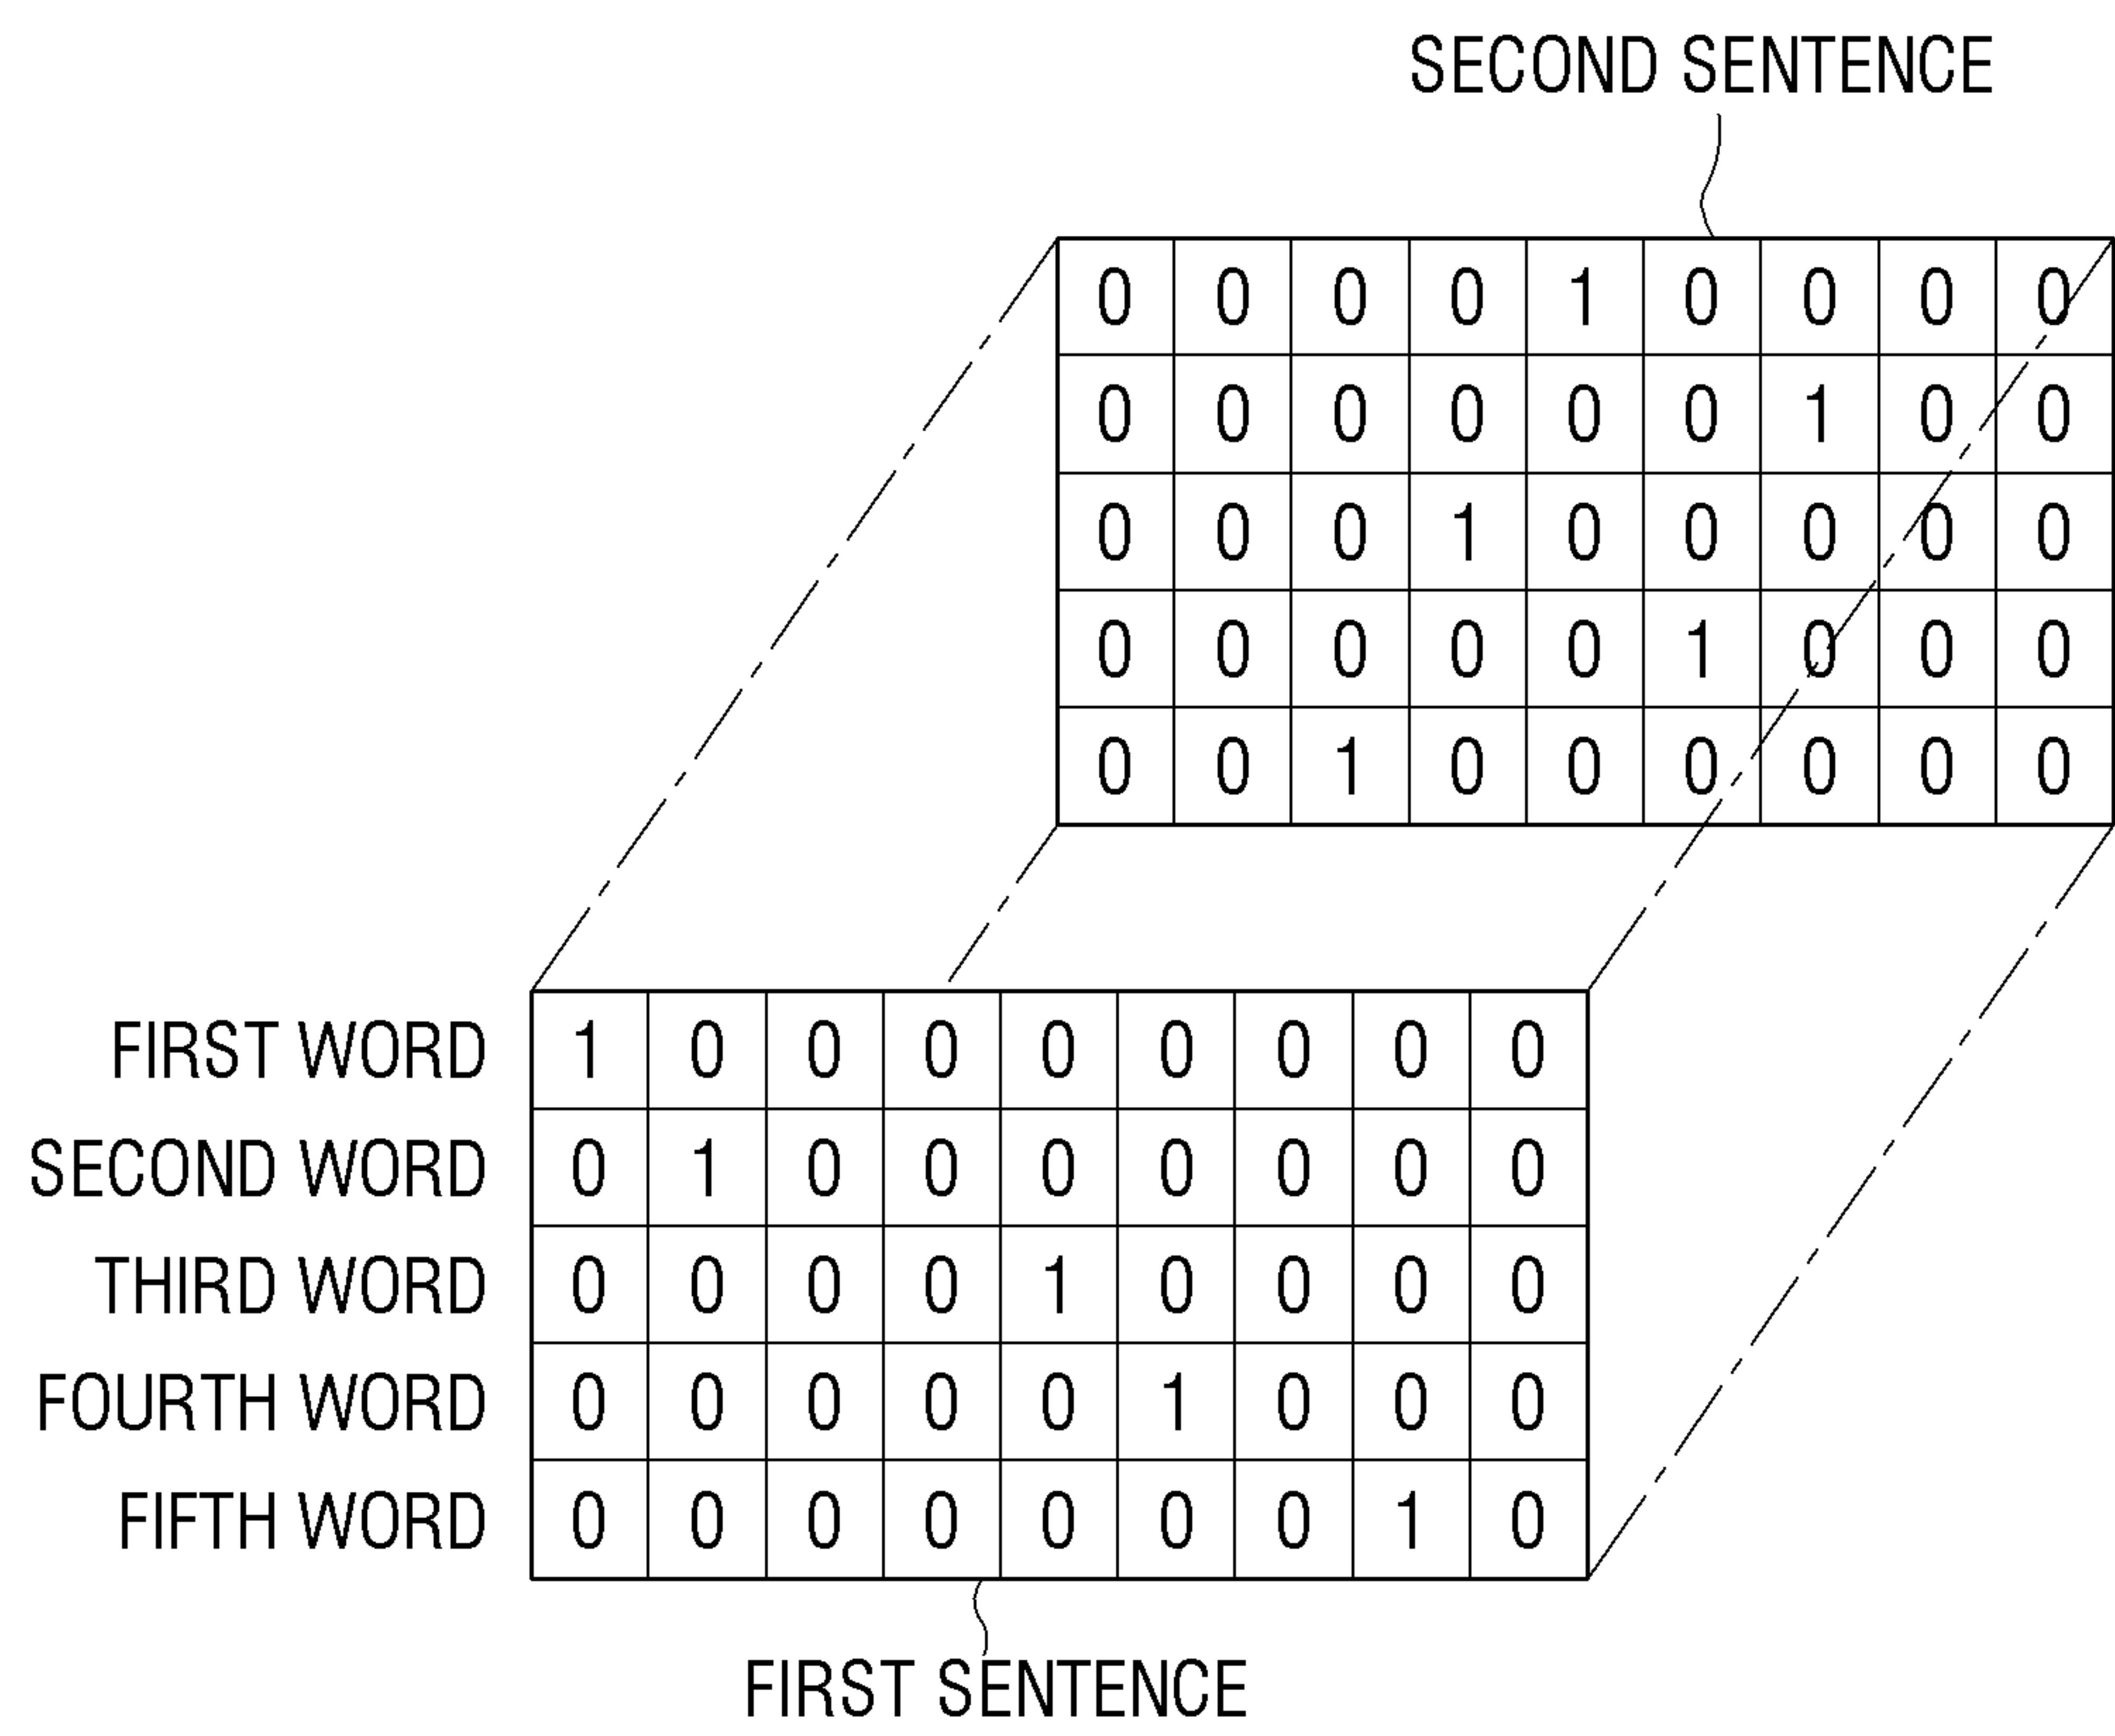 SECOND SENTENCE
0 0 0 0 1 0 0 0 0
0 0 0 0 0 0 1 0 0
0 0 0 1 0 0 0 0 0
0 0 0 0 0 1 0 0 0
0 0 1 0 0 0 0 0 0
FIRST WORD 1 0 0 0 0 0 0 0 0
SECOND WORD 0 1 0 0 0 0 0 0 0
THIRD WORD 0 0 0 0 1 0 0 0 0
FOURTH WORD 0 0 0 0 0 1 0 0 0
FIFTH WORD 0 0 0 0 0 0 0 1 0
FIRST SENTENCE